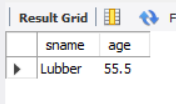 Result Grid F
sname age
Lubber 55.5